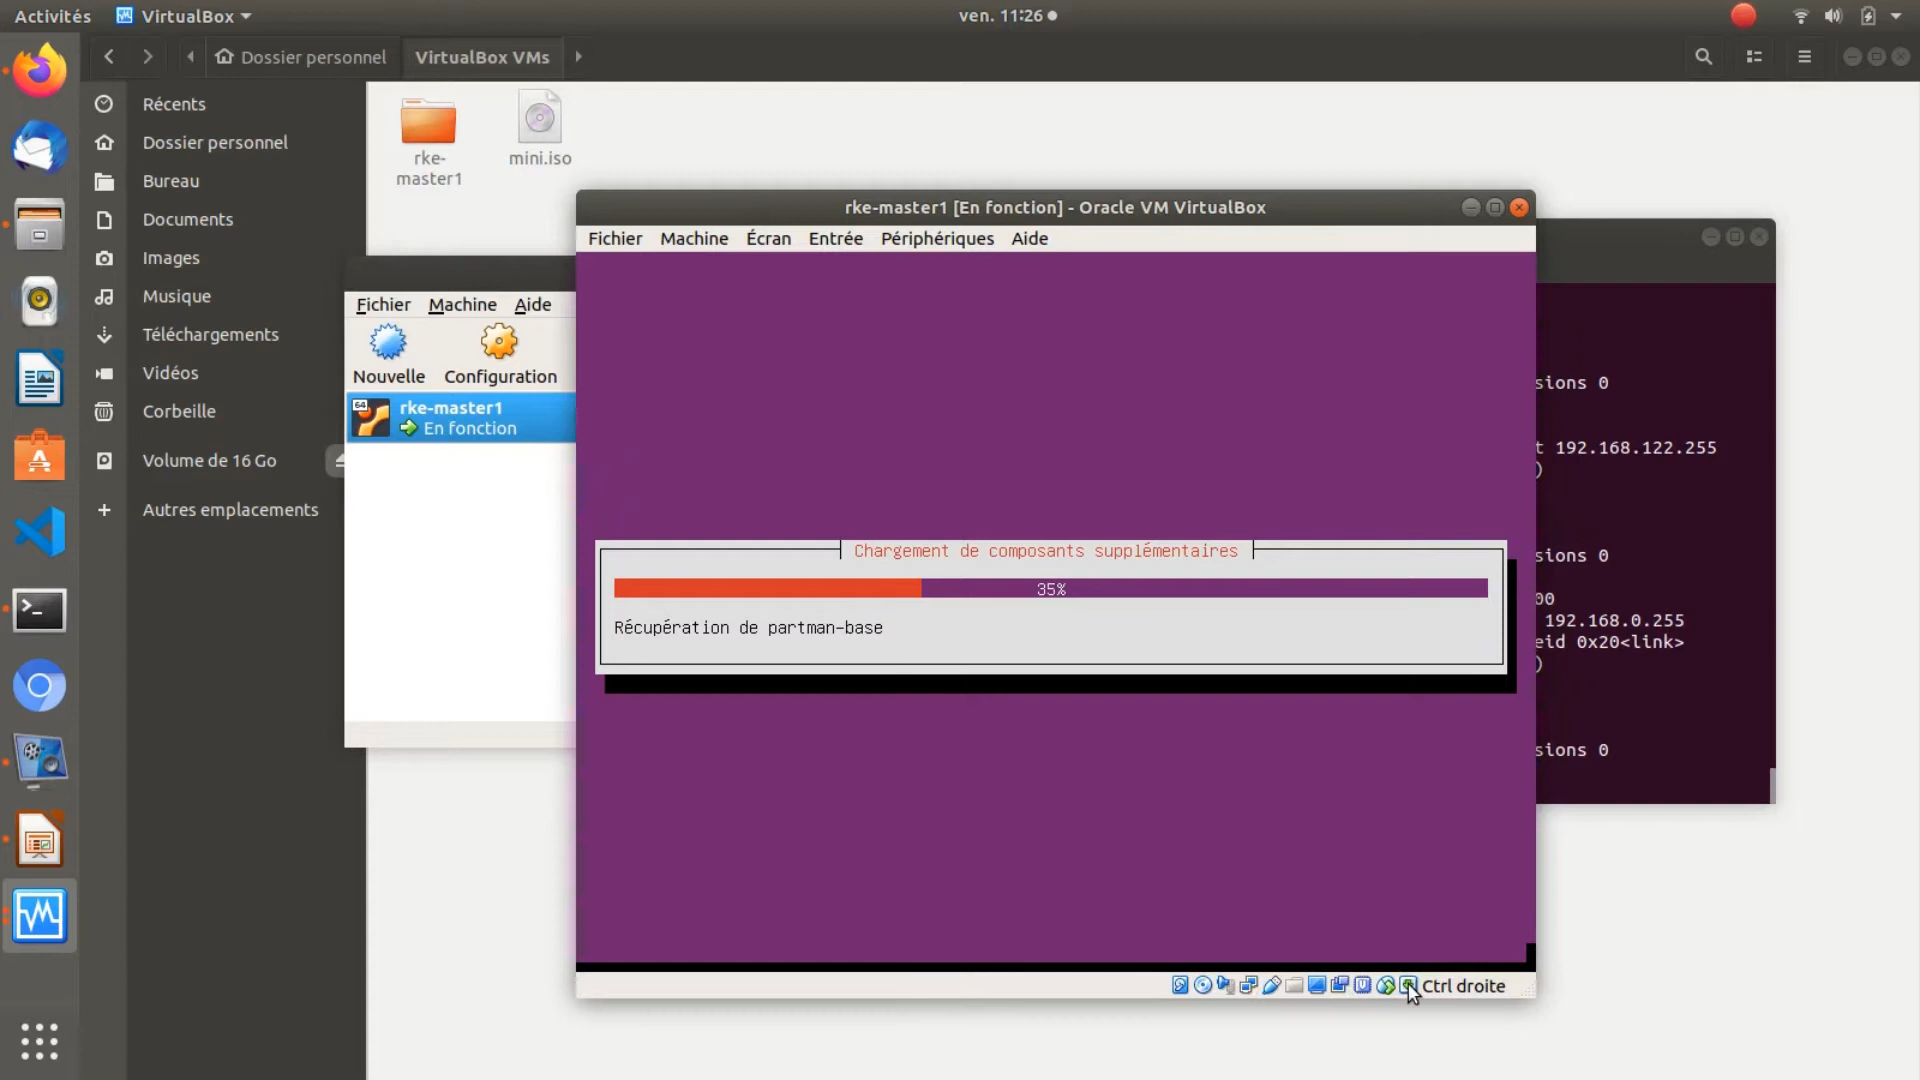 Activités
VirtualBox
ven. 11:26
Dossier personnel
VirtualBox VMs
Récents
Dossier personnel
Bureau
Documents
Images
Musique
Téléchargements
Vidéos
Corbeille
Volume de 16 Go
Autres emplacements
rke-
master1
mini.iso
Fichier Machine Aide
Nouvelle Configuration
64
rke-master1
En fonction
rke-master1 [En fonction] - Oracle VM VirtualBox
Fichier Machine Écran Entrée Périphériques Aide
Chargement de composants supplémentaires
35%
Récupération de partman-base
Ctrl droite
sions 0
t 192.168.122.255
)
sions 0
00
192.168.0.255
eid 0x20<link>
)
sions 0